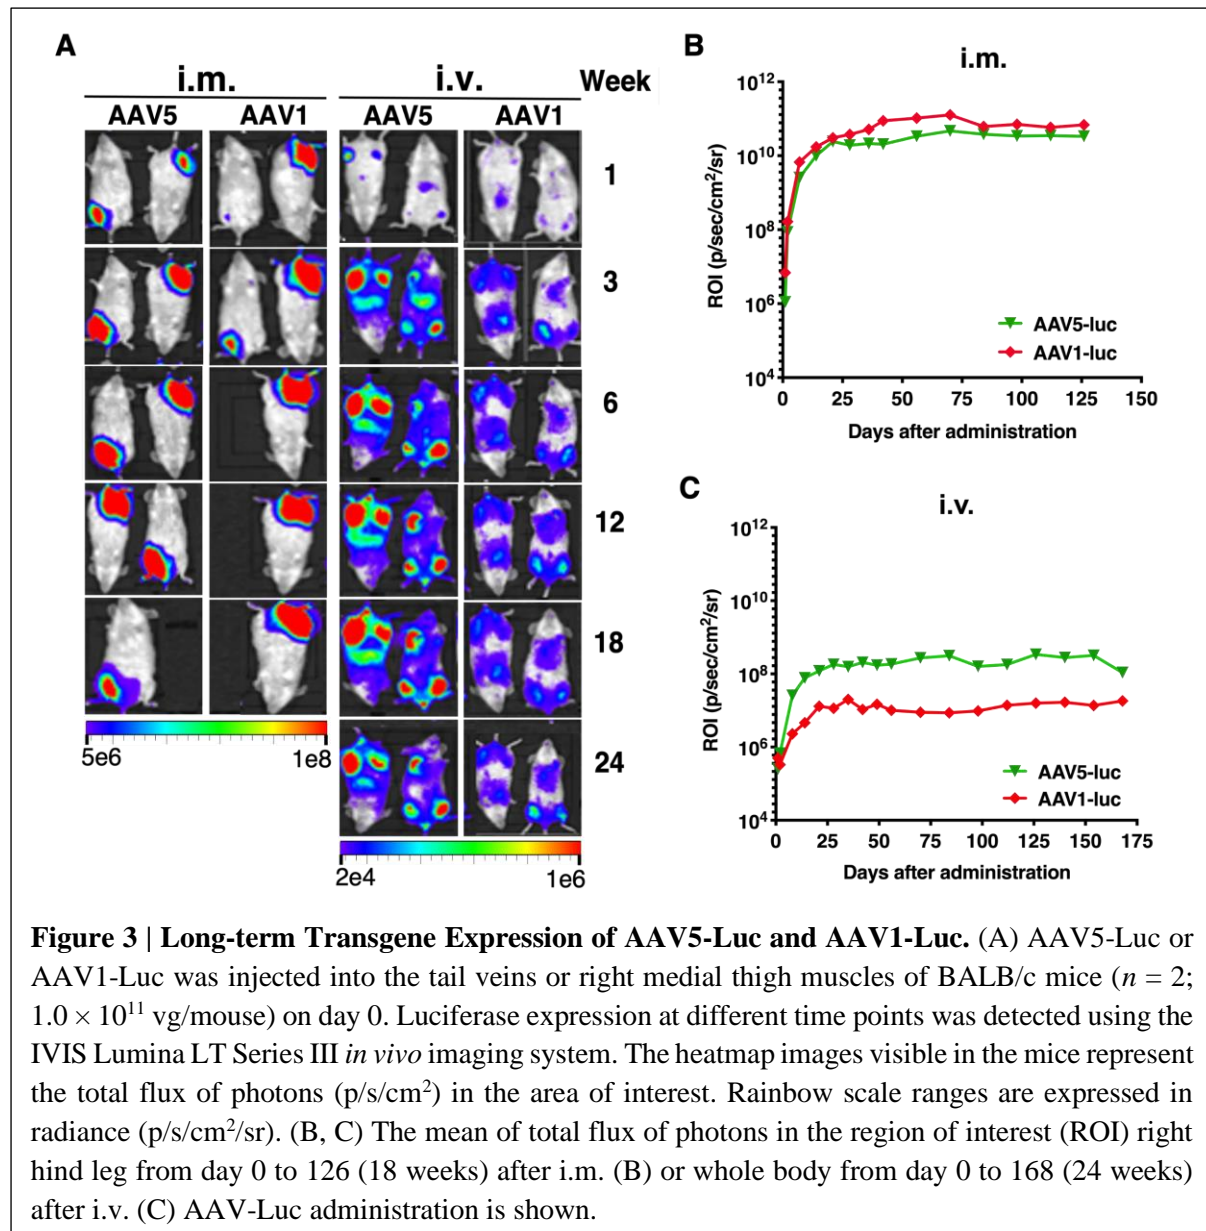 A
i.m.
i.v.
Week
AAV5
AAV1
AAV5
AAV1
1
3
6
12
18
24
5e6
1e8
2e4
1e6
B
i.m.
10¹²
10¹⁰
10⁸
10⁶
10⁴
ROI (p/sec/cm²/sr)
AAV5-luc
AAV1-luc
0 25 50 75 100 125 150
Days after administration
C
i.v.
10¹²
10¹⁰
10⁸
10⁶
10⁴
ROI (p/sec/cm²/sr)
AAV5-luc
AAV1-luc
0 25 50 75 100 125 150 175
Days after administration
Figure 3 | Long-term Transgene Expression of AAV5-Luc and AAV1-Luc. (A) AAV5-Luc or
AAV1-Luc was injected into the tail veins or right medial thigh muscles of BALB/c mice (n = 2;
1.0 × 10¹¹ vg/mouse) on day 0. Luciferase expression at different time points was detected using the
IVIS Lumina LT Series III in vivo imaging system. The heatmap images visible in the mice represent
the total flux of photons (p/s/cm²) in the area of interest. Rainbow scale ranges are expressed in
radiance (p/s/cm²/sr). (B, C) The mean of total flux of photons in the region of interest (ROI) right
hind leg from day 0 to 126 (18 weeks) after i.m. (B) or whole body from day 0 to 168 (24 weeks)
after i.v. (C) AAV-Luc administration is shown.